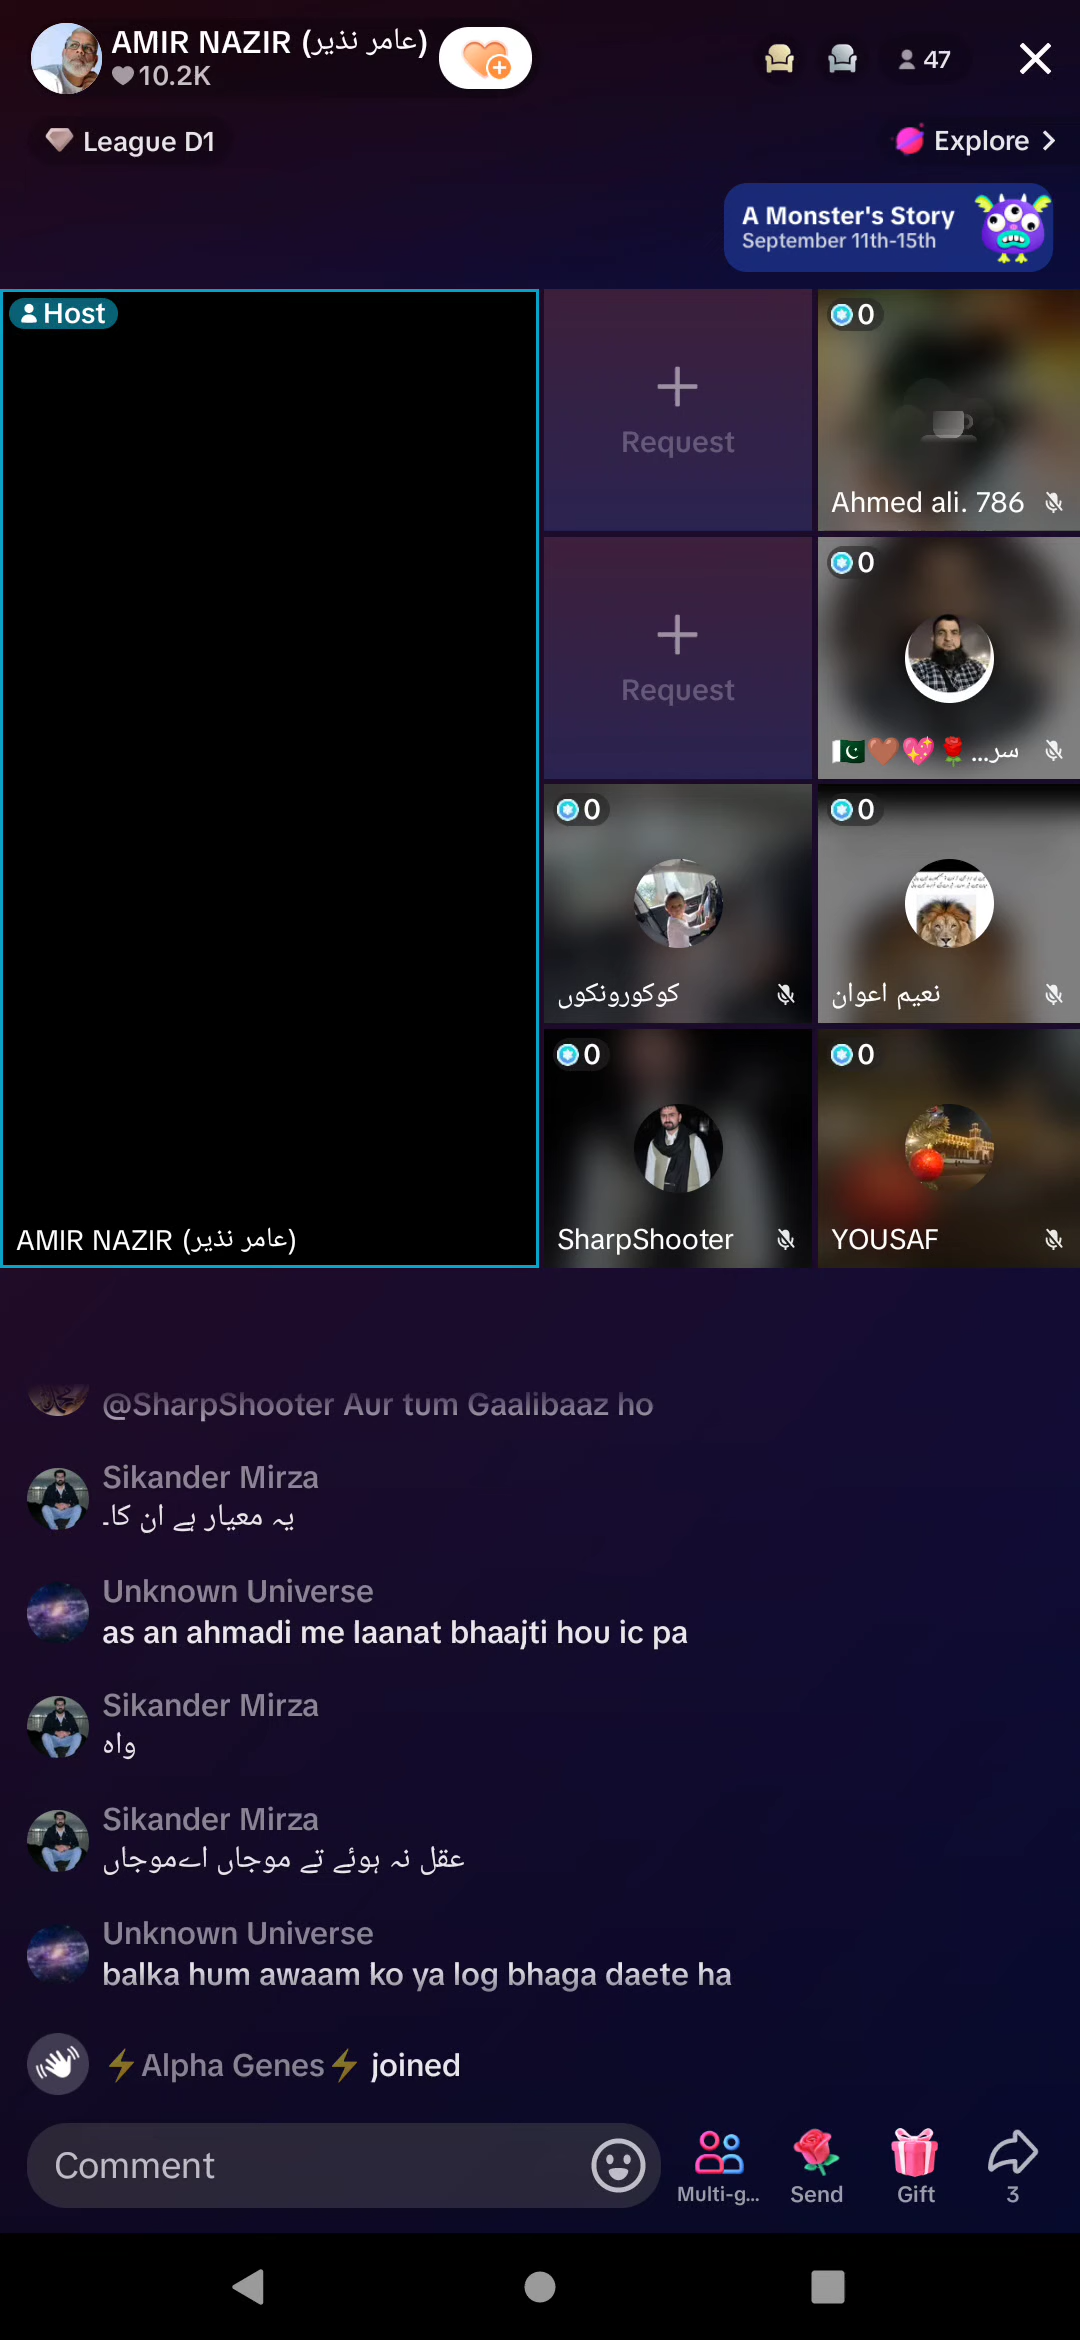 AMIR NAZIR (عامر نذیر)
10.2K
47
League D1
Explore
A Monster's Story
September 11th-15th
Host
AMIR NAZIR (عامر نذیر)
Request
0
Ahmed ali. 786
Request
0
🇵🇰🤎💖🌹سر...
0
کوکورونکوں
0
نعیم اعوان
0
SharpShooter
0
YOUSAF
@SharpShooter Aur tum Gaalibaaz ho
Sikander Mirza
یہ معیار ہے ان کا۔
Unknown Universe
as an ahmadi me laanat bhaajti hou ic pa
Sikander Mirza
واہ
Sikander Mirza
عقل نہ ہوئے تے موجاں اےموجاں
Unknown Universe
balka hum awaam ko ya log bhaga daete ha
⚡Alpha Genes⚡ joined
Comment
Multi-g...
Send
Gift
3